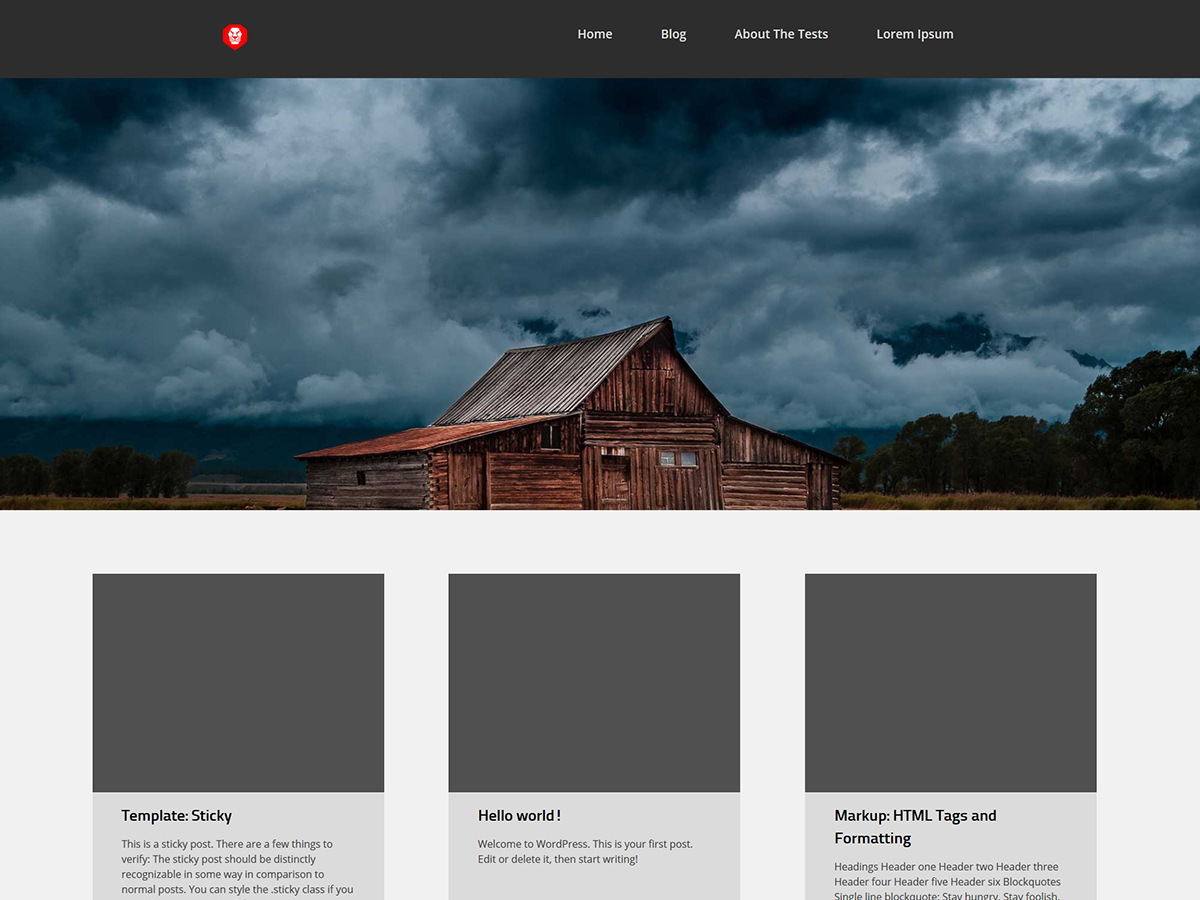 Home Blog About The Tests Lorem Ipsum
Template: Sticky
This is a sticky post. There are a few things to
verify: The sticky post should be distinctly
recognizable in some way in comparison to
normal posts. You can style the .sticky class if you
Hello world!
Welcome to WordPress. This is your first post.
Edit or delete it, then start writing!
Markup: HTML Tags and
Formatting
Headings Header one Header two Header three
Header four Header five Header six Blockquotes
Single line blockquote: Stay hungry. Stay foolish.